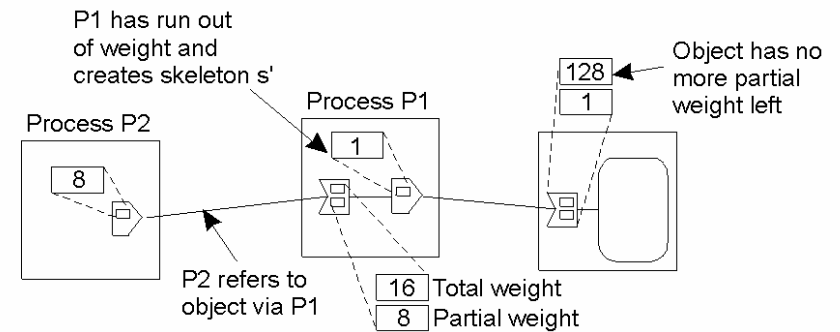 P1 has run out
of weight and
creates skeleton s'
Process P2
8
Process P1
1
128
1
Object has no
more partial
weight left
P2 refers to
object via P1
16 Total weight
8 Partial weight